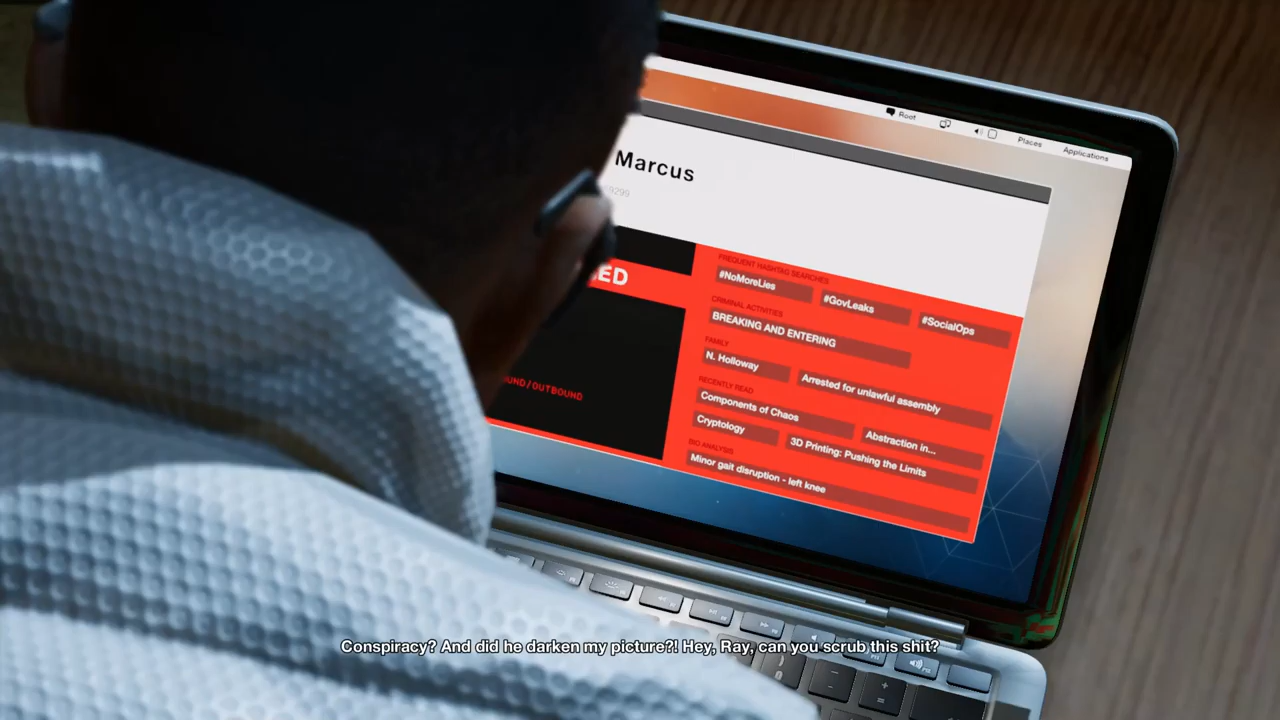 Root
Places
Applications
Marcus
9299
FREQUENT HASHTAG SEARCHES
#NoMoreLies
#GovLeaks
#SocialOps
CRIMINAL ACTIVITIES
BREAKING AND ENTERING
FAMILY
N. Holloway
Arrested for unlawful assembly
RECENTLY READ
Components of Chaos
Abstraction in...
Cryptology
3D Printing: Pushing the Limits
BIO ANALYSIS
Minor gait disruption - left knee
ED
UND/OUTBOUND
Conspiracy? And did he darken my picture?! Hey, Ray, can you scrub this shit?